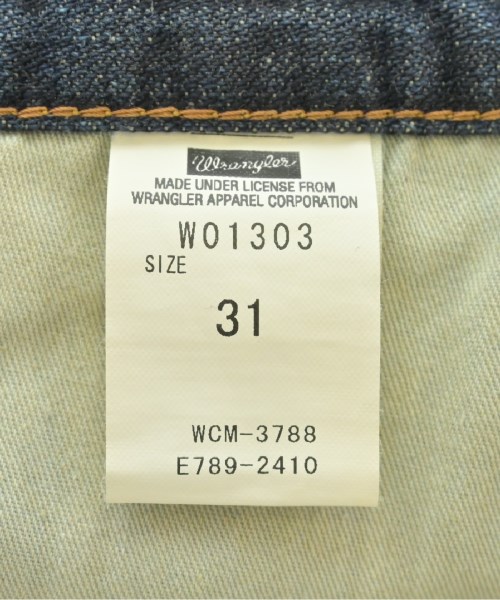 Wrangler
MADE UNDER LICENSE FROM
WRANGLER APPAREL CORPORATION
W01303
SIZE
31
WCM-3788
E789-2410